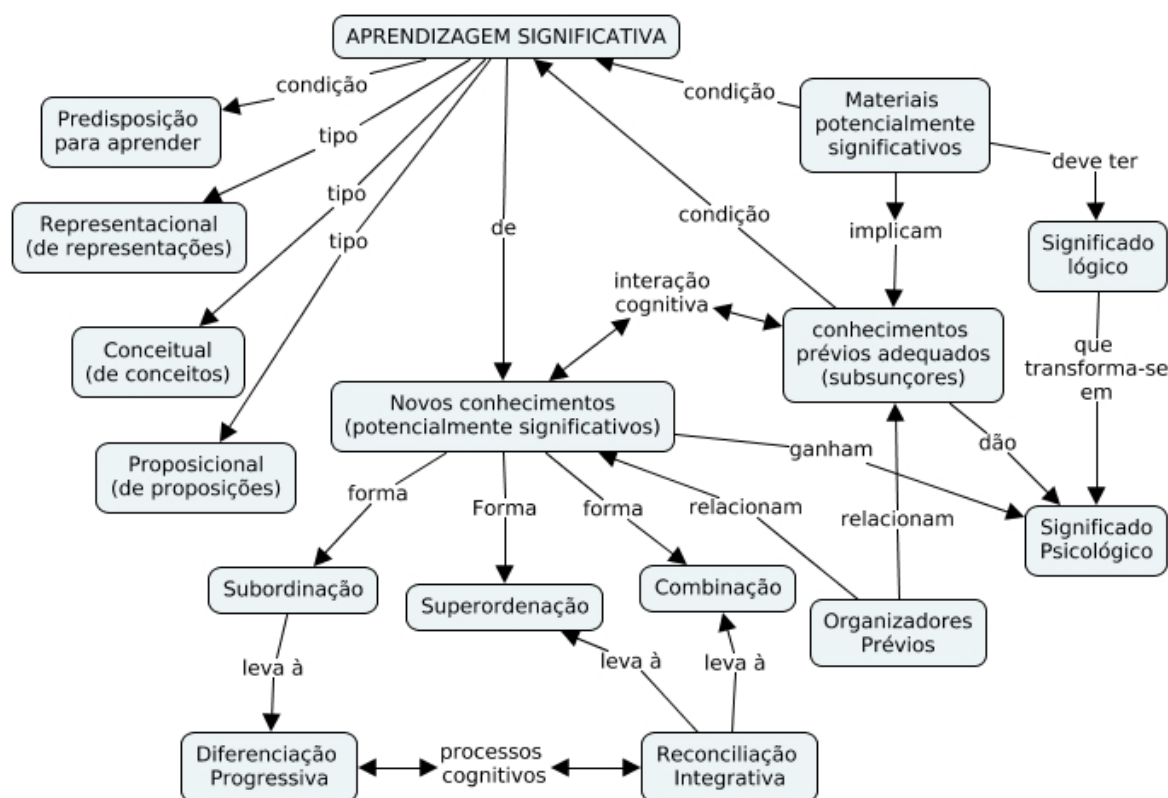 APRENDIZAGEM SIGNIFICATIVA
condição
condição
Predisposição
para aprender
Materiais
potencialmente
significativos
tipo
deve ter
tipo
condição
Representacional
(de representações)
tipo
de
implicam
Significado
lógico
interação
cognitiva
Conceitual
(de conceitos)
conhecimentos
prévios adequados
(subsunçores)
que
transforma-se
em
Novos conhecimentos
(potencialmente significativos)
ganham
dão
Proposicional
(de proposições)
forma
Forma
forma
relacionam
relacionam
Significado
Psicológico
Subordinação
Superordenação
Combinação
Organizadores
Prévios
leva à
leva à
leva à
Diferenciação
Progressiva
processos
cognitivos
Reconciliação
Integrativa